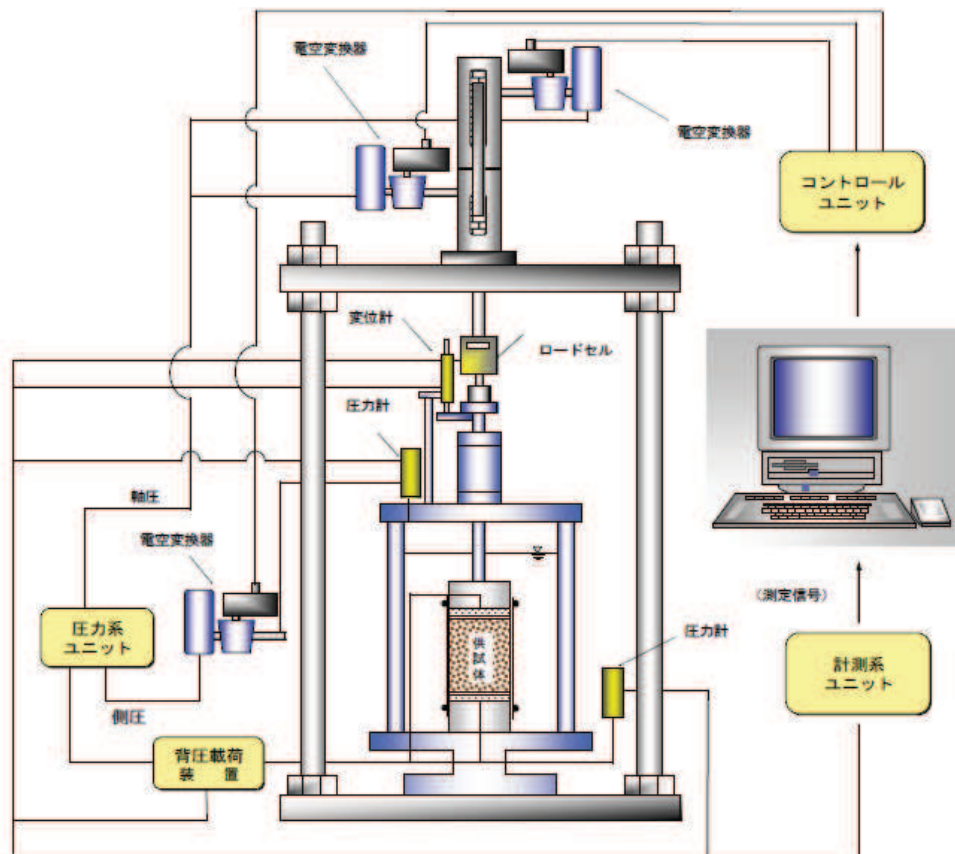 電空変換器
電空変換器
コントロール
ユニット
変位計
ロードセル
圧力計
軸圧
電空変換器
(測定信号)
圧力系
ユニット
供試体
圧力計
計測系
ユニット
側圧
背圧載荷
装 置